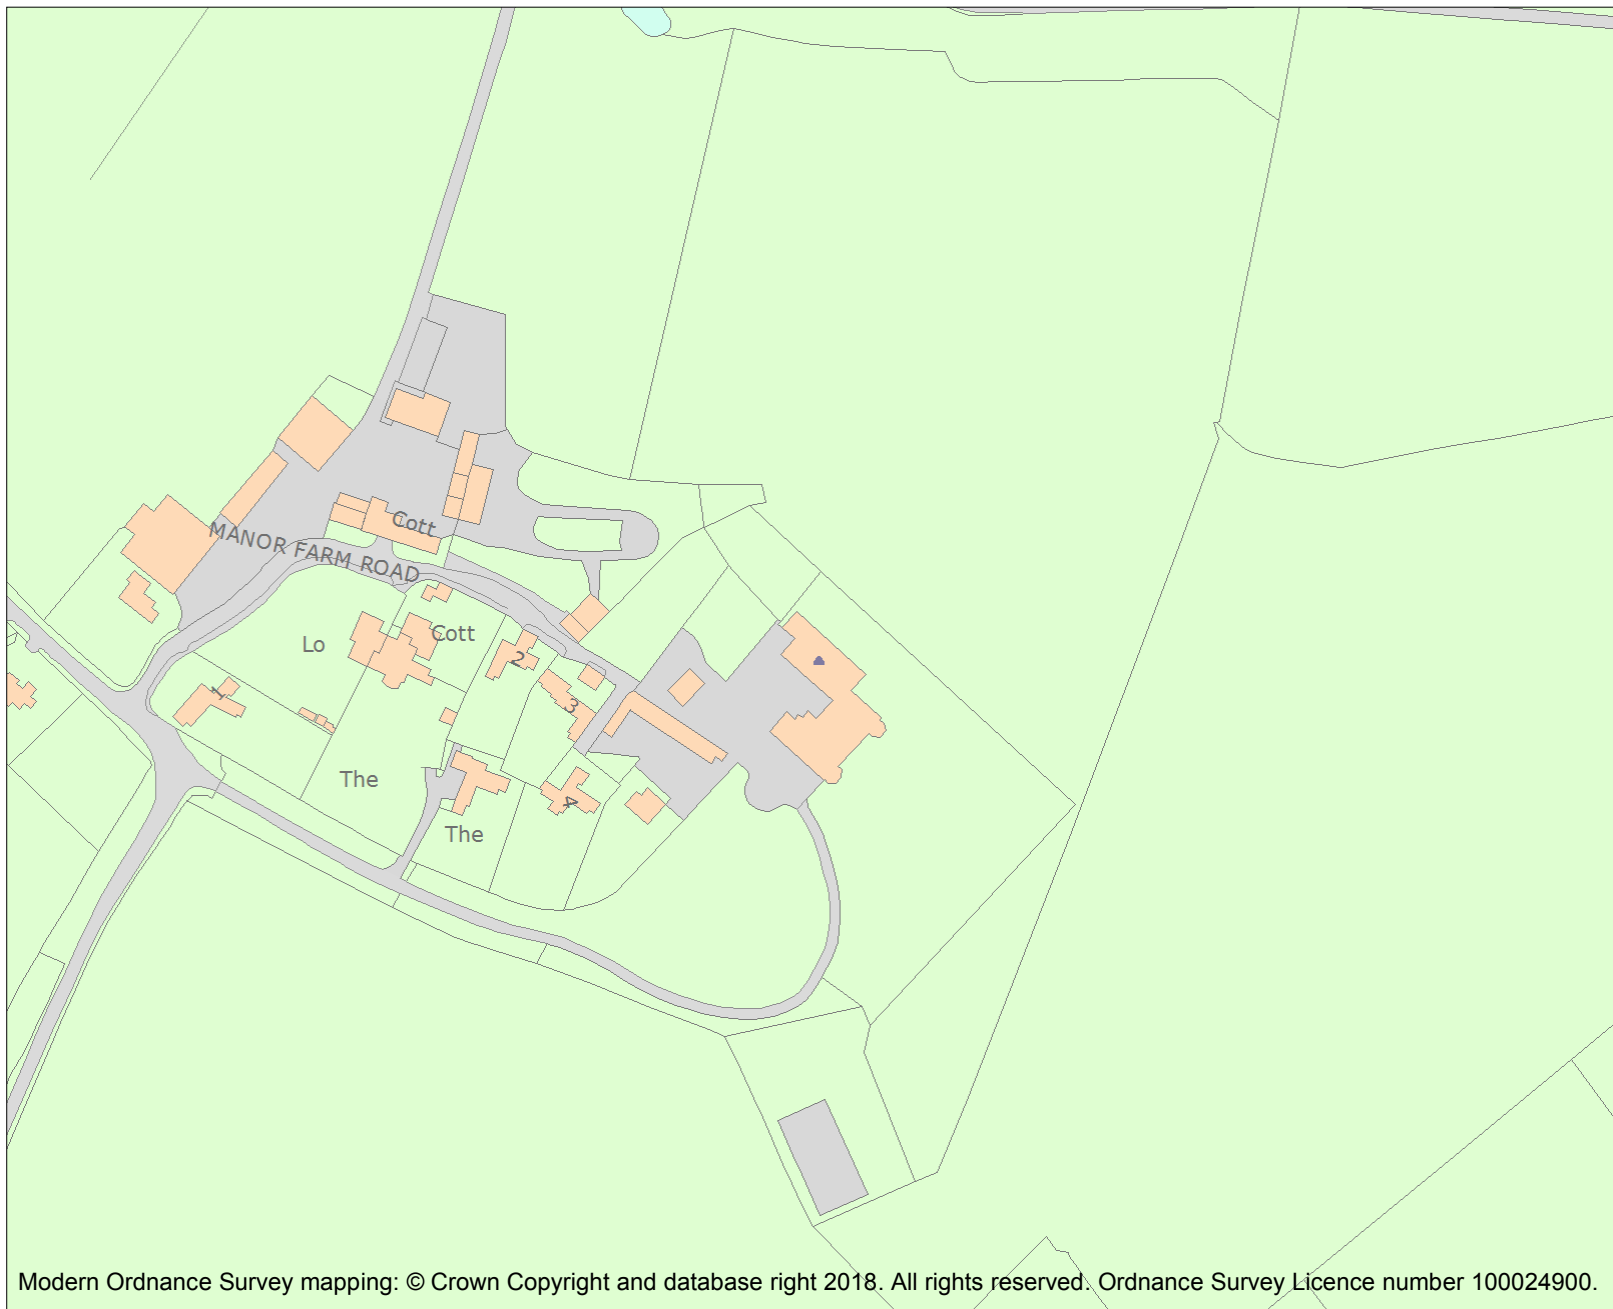 Cott
MANOR FARM ROAD
Lo
Cott
2
1
3
The
4
The
Modern Ordnance Survey mapping: © Crown Copyright and database right 2018. All rights reserved. Ordnance Survey Licence number 100024900.